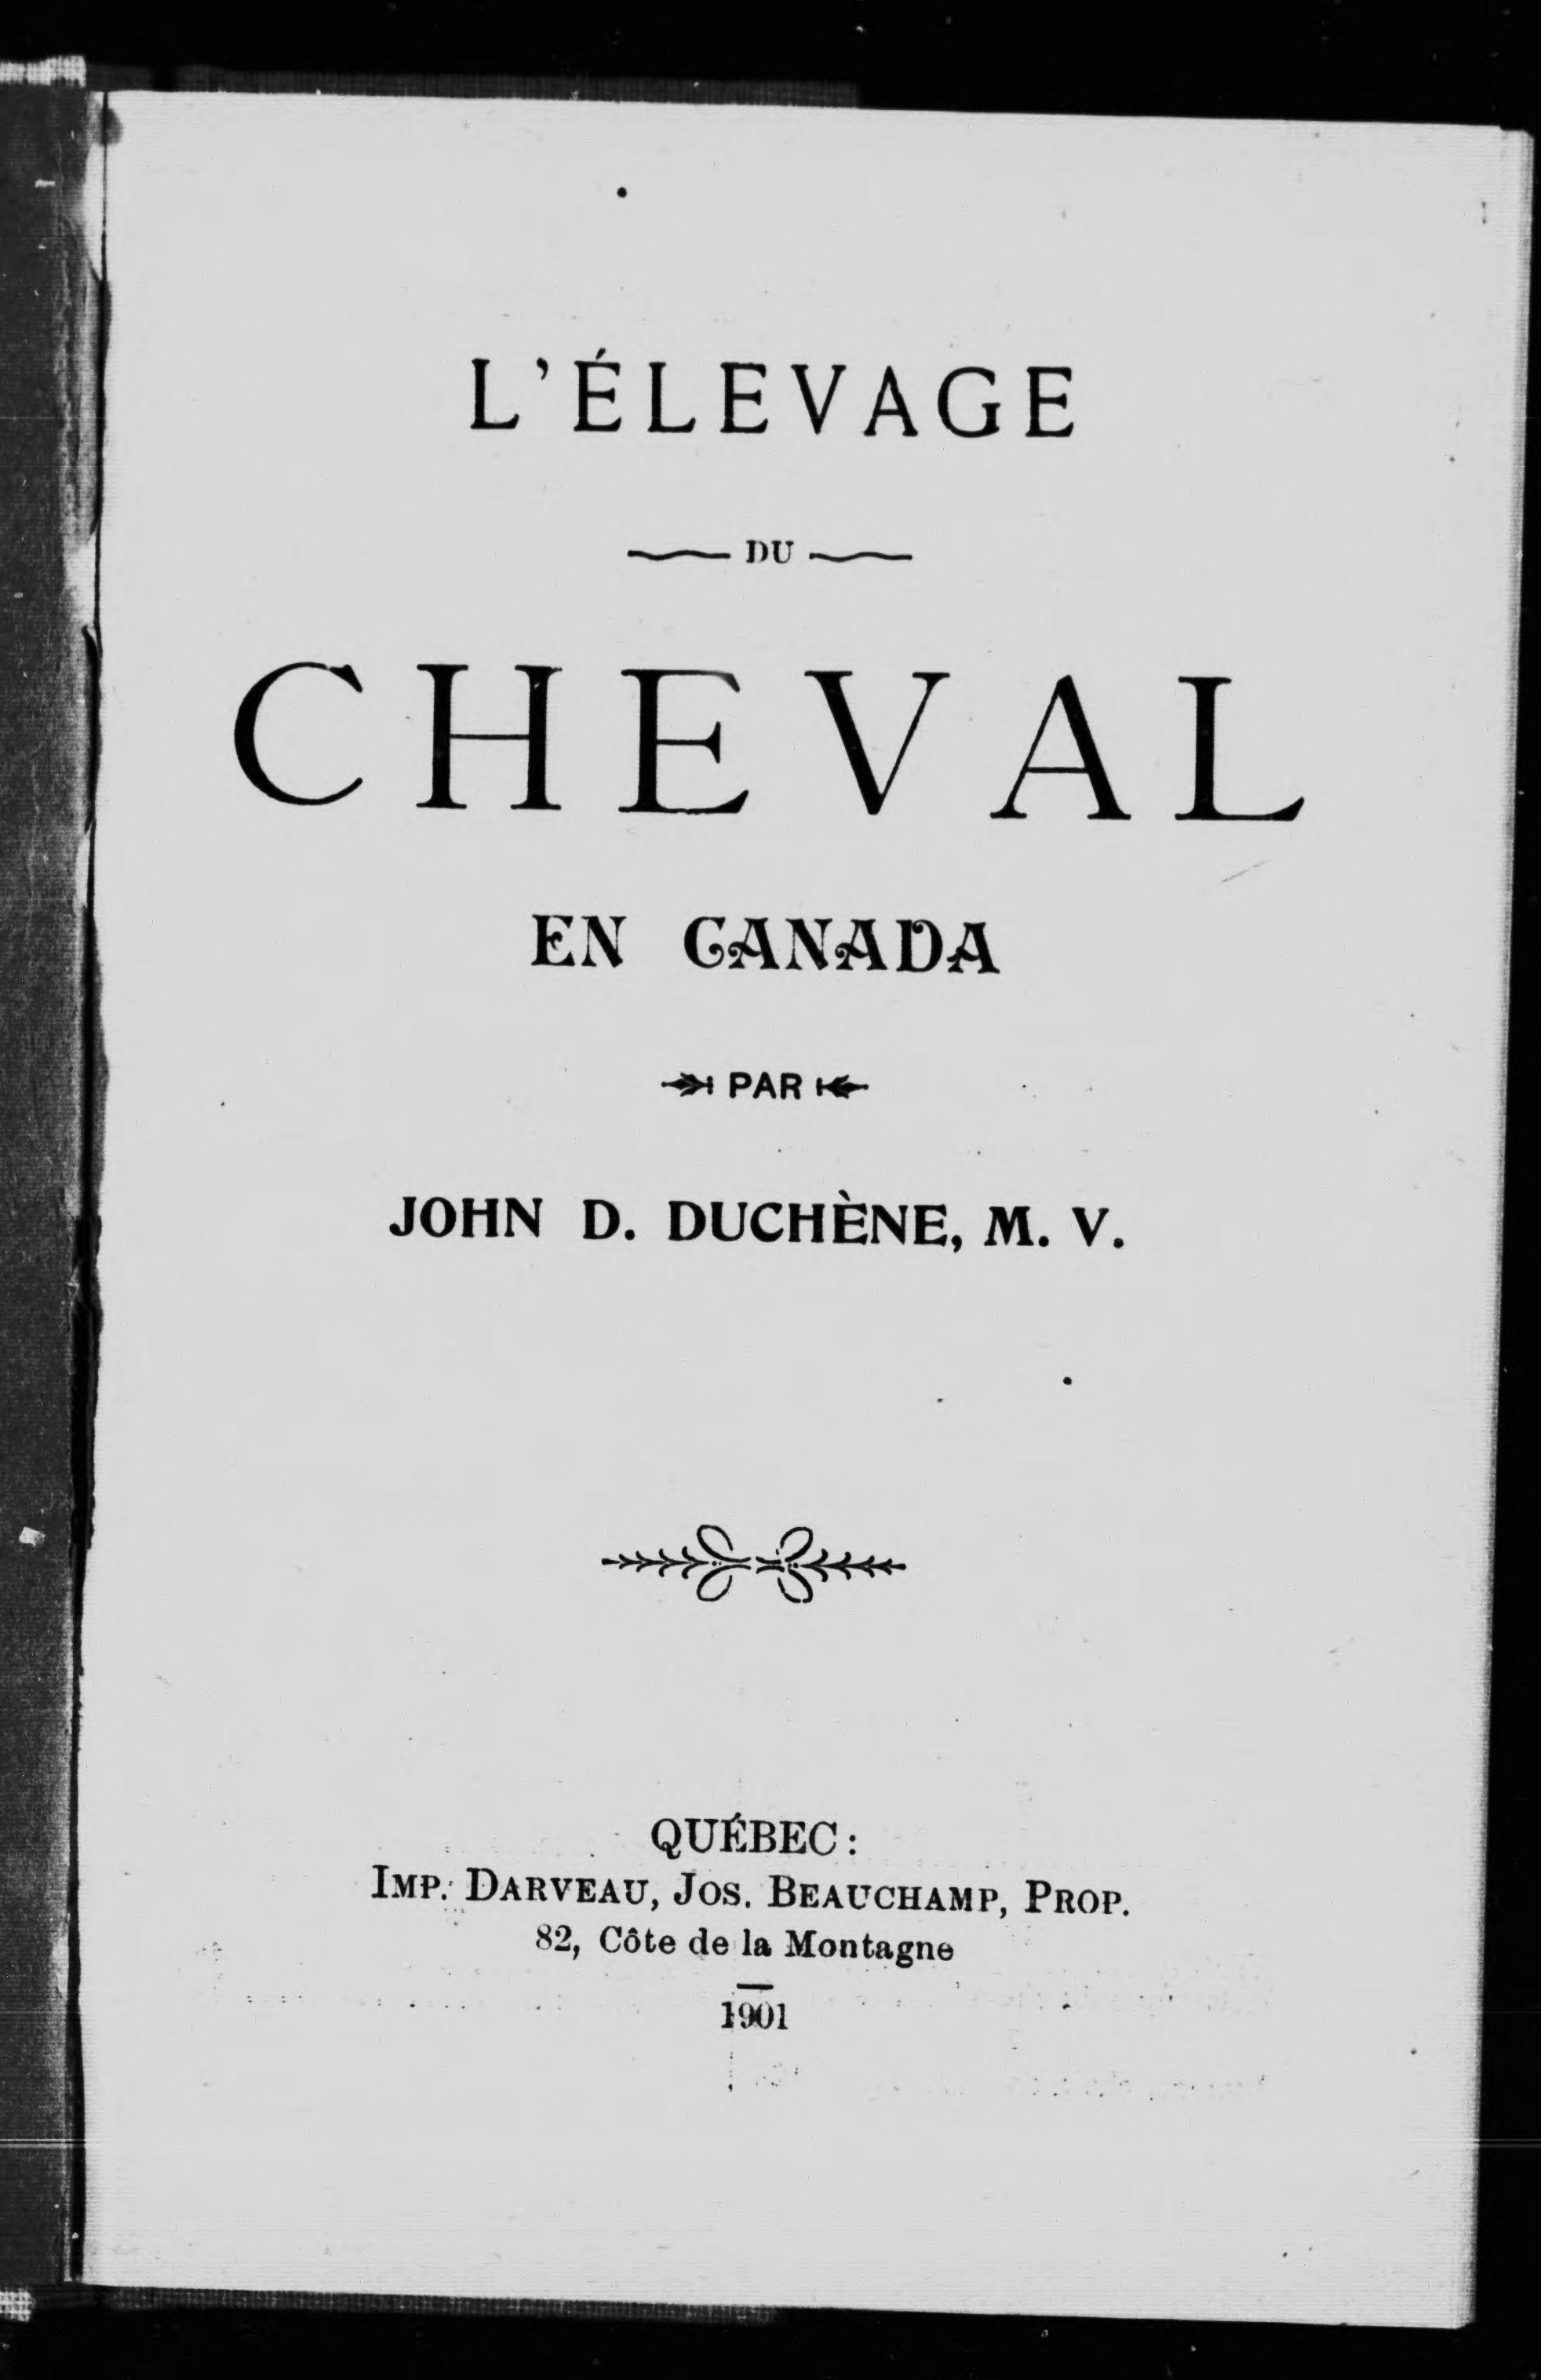 L'ÉLEVAGE
DU
CHEVAL
EN CANADA
PAR
JOHN D. DUCHÈNE, M. V.
QUÉBEC:
IMP. DARVEAU, JOS. BEAUCHAMP, PROP.
82, Côte de la Montagne
1901